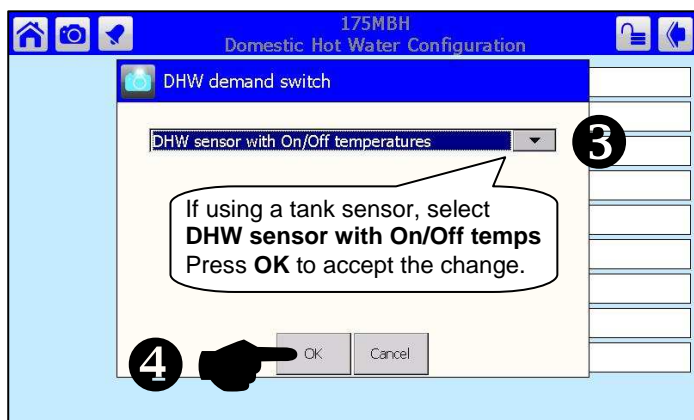 175MBH
Domestic Hot Water Configuration
DHW demand switch
DHW sensor with On/Off temperatures
3
If using a tank sensor, select
DHW sensor with On/Off temps
Press OK to accept the change.
4
OK Cancel